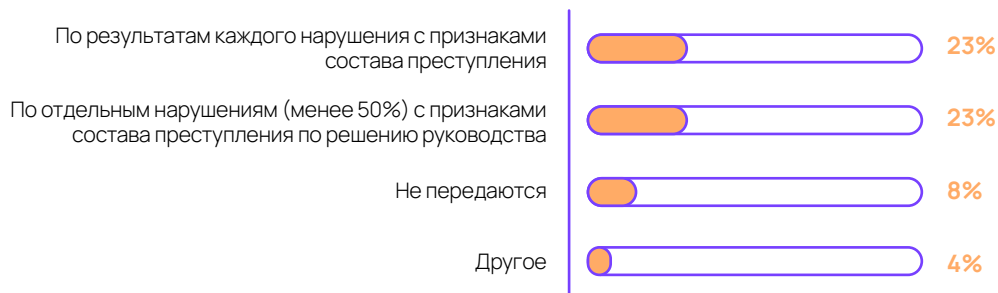 По результатам каждого нарушения с признаками
состава преступления
23%
По отдельным нарушениям (менее 50%) с признаками
состава преступления по решению руководства
23%
Не передаются
8%
Другое
4%